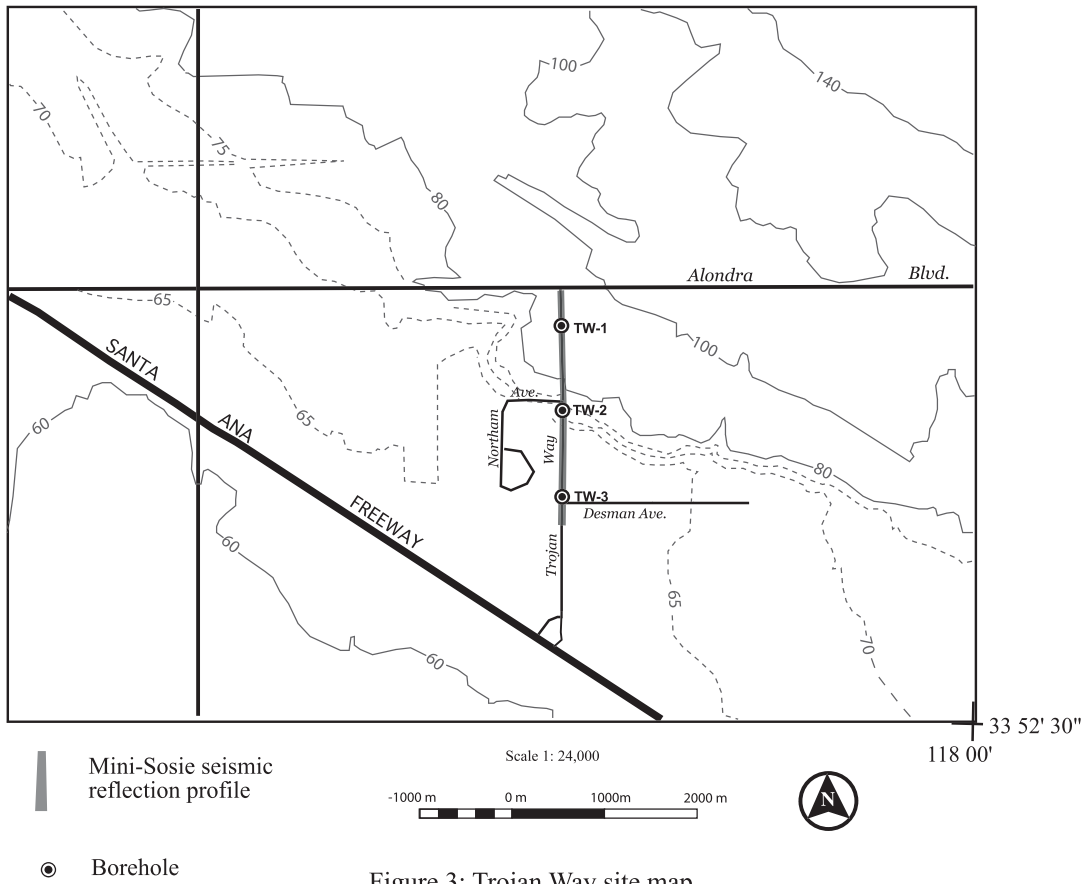 100
140
70
75
80
Alondra Blvd.
65
TW-1
SANTA
100
Ave.
TW-2
60
65
ANA
Northam
Way
80
TW-3
FREEWAY
Desman Ave.
60
Trojan
65
70
60
33 52' 30"
118 00'
Scale 1: 24,000
Mini-Sosie seismic
reflection profile
-1000 m 0 m 1000m 2000 m
N
Borehole
Figure 3: Trojan Way site map